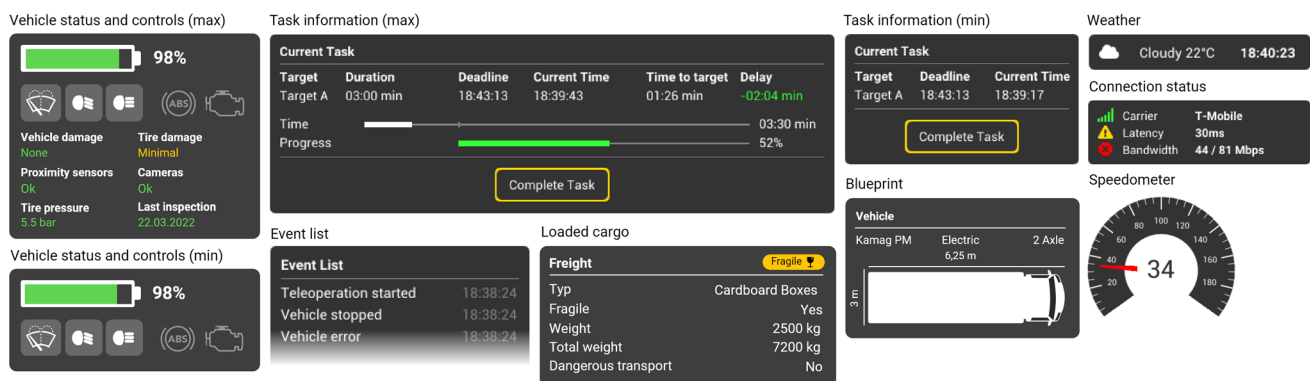 Vehicle status and controls (max)
98%
ABS
Vehicle damage Tire damage
None Minimal
Proximity sensors Cameras
Ok Ok
Tire pressure Last inspection
5.5 bar 22.03.2022
Vehicle status and controls (min)
98%
ABS
Task information (max)
Current Task
Target Duration Deadline Current Time Time to target Delay
Target A 03:00 min 18:43:13 18:39:43 01:26 min -02:04 min
Time 03:30 min
Progress 52%
Complete Task
Event list
Event List
Teleoperation started 18:38:24
Vehicle stopped 18:38:24
Vehicle error 18:38:24
Loaded cargo
Freight Fragile
Typ Cardboard Boxes
Fragile Yes
Weight 2500 kg
Total weight 7200 kg
Dangerous transport No
Task information (min)
Current Task
Target Deadline Current Time
Target A 18:43:13 18:39:17
Complete Task
Blueprint
Vehicle
Kamag PM Electric 2 Axle
6,25 m
3 m
Weather
Cloudy 22°C 18:40:23
Connection status
Carrier T-Mobile
Latency 30ms
Bandwidth 44 / 81 Mbps
Speedometer
20 40 60 80 100 120 140 160 180
34